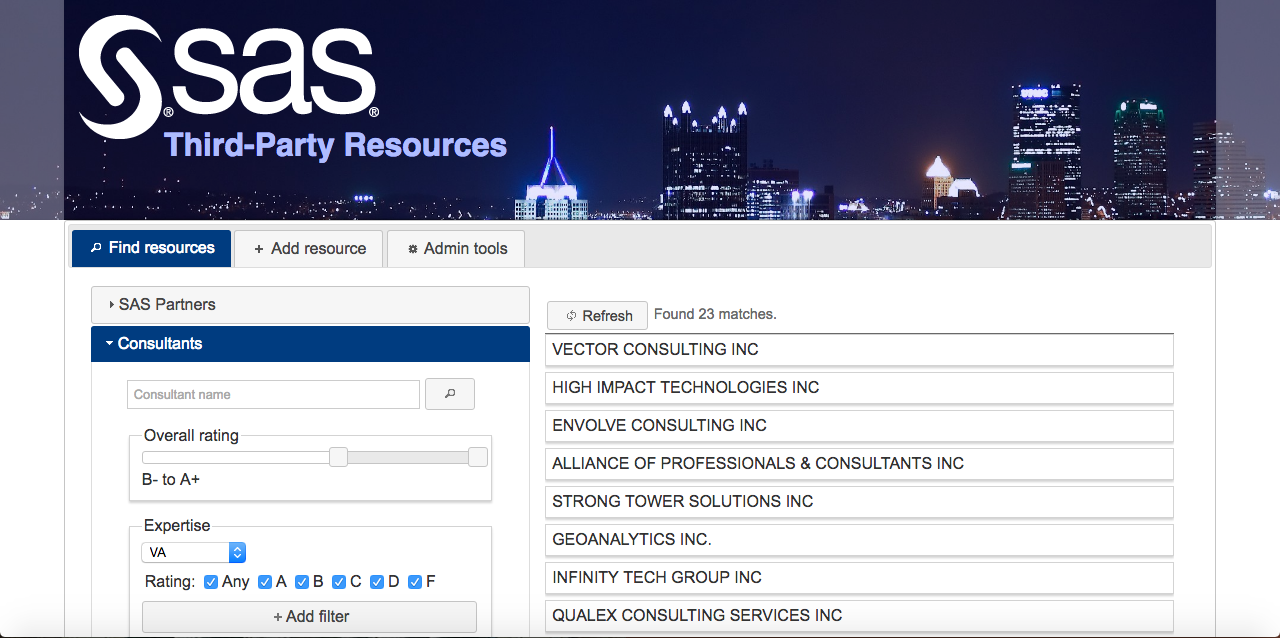 sas
® ®
Third-Party Resources
UPMC
Find resources
+ Add resource
Admin tools
SAS Partners
Consultants
Consultant name
Overall rating
B- to A+
Expertise
VA
Rating: Any A B C D F
+ Add filter
Refresh Found 23 matches.
VECTOR CONSULTING INC
HIGH IMPACT TECHNOLOGIES INC
ENVOLVE CONSULTING INC
ALLIANCE OF PROFESSIONALS & CONSULTANTS INC
STRONG TOWER SOLUTIONS INC
GEOANALYTICS INC.
INFINITY TECH GROUP INC
QUALEX CONSULTING SERVICES INC